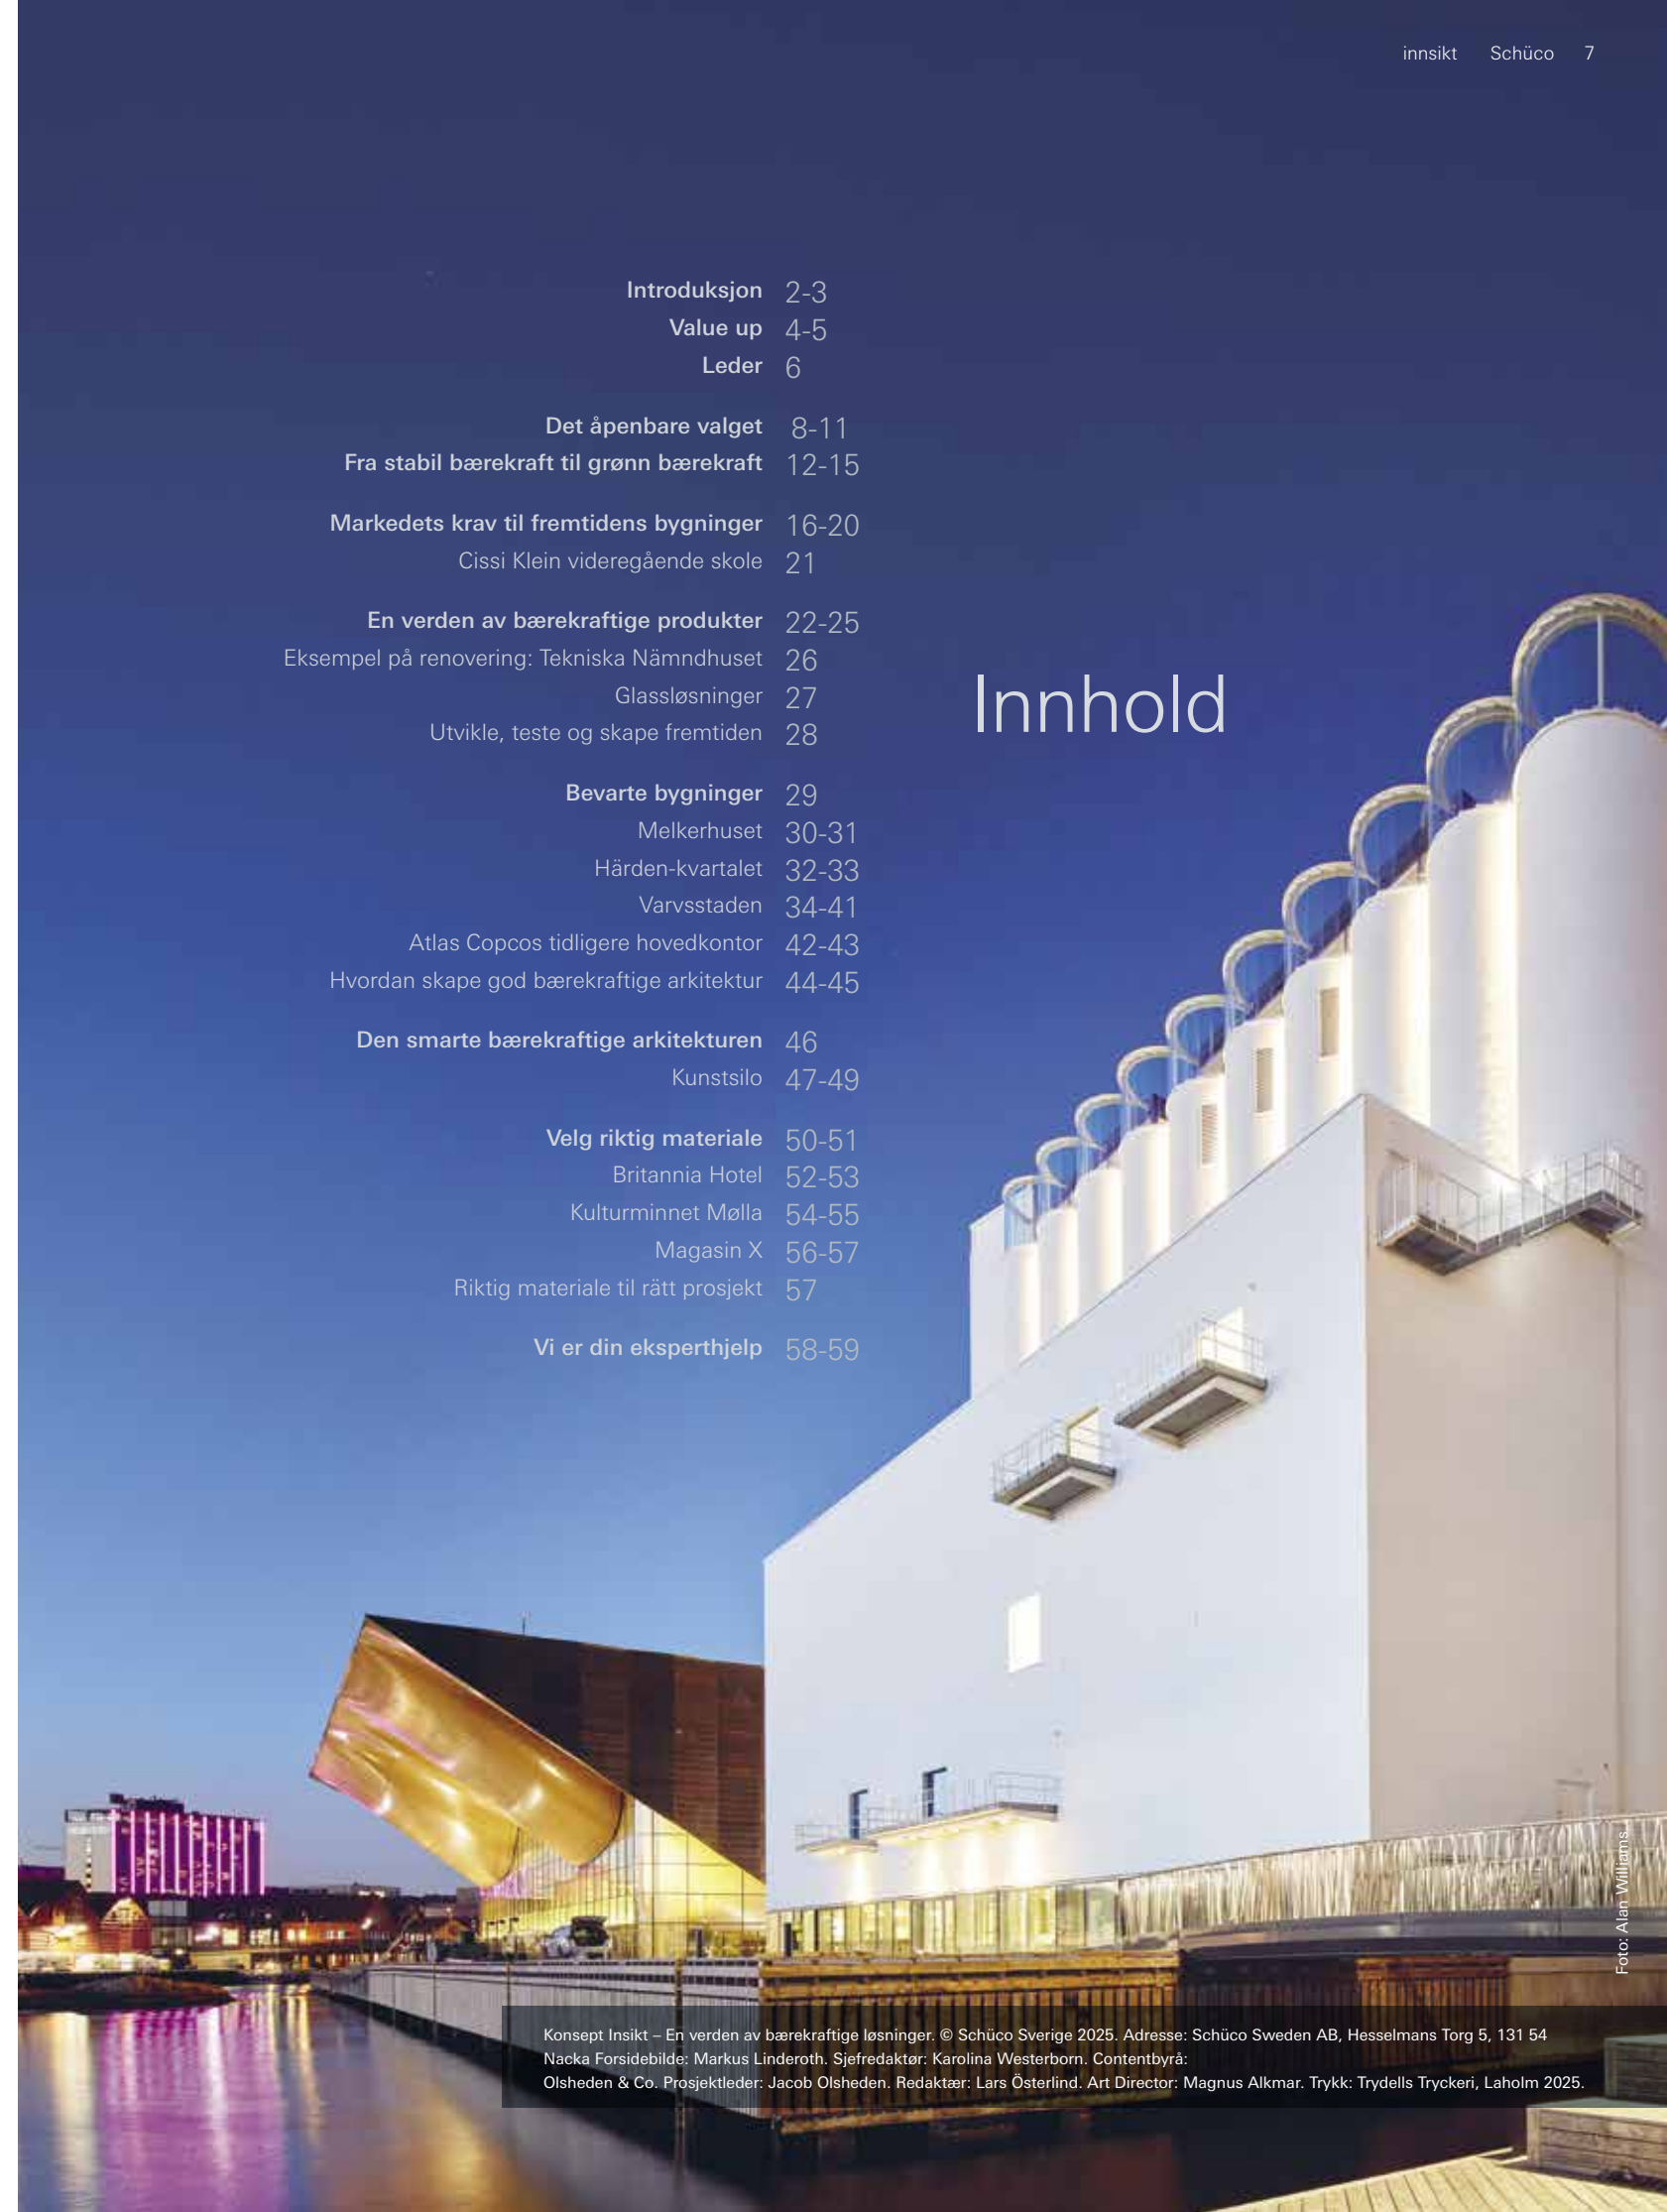 innsikt Schüco 7
Introduksjon 2-3
Value up 4-5
Leder 6
Det åpenbare valget 8-11
Fra stabil bærekraft til grønn bærekraft 12-15
Markedets krav til fremtidens bygninger 16-20
Cissi Klein videregående skole 21
En verden av bærekraftige produkter 22-25
Eksempel på renovering: Tekniska Nämndhuset 26
Glassløsninger 27
Utvikle, teste og skape fremtiden 28
Innhold
Bevarte bygninger 29
Melkerhuset 30-31
Härden-kvartalet 32-33
Varvsstaden 34-41
Atlas Copcos tidligere hovedkontor 42-43
Hvordan skape god bærekraftige arkitektur 44-45
Den smarte bærekraftige arkitekturen 46
Kunstsilo 47-49
Velg riktig materiale 50-51
Britannia Hotel 52-53
Kulturminnet Mølla 54-55
Magasin X 56-57
Riktig materiale til rätt prosjekt 57
Vi er din eksperthjelp 58-59
Foto: Alan Williams.
Konsept Insikt – En verden av bærekraftige løsninger. © Schüco Sverige 2025. Adresse: Schüco Sweden AB, Hesselmans Torg 5, 131 54
Nacka Forsidebilde: Markus Linderoth. Sjefredaktør: Karolina Westerborn. Contentbyrå:
Olsheden & Co. Prosjektleder: Jacob Olsheden. Redaktær: Lars Österlind. Art Director: Magnus Alkmar. Trykk: Trydells Tryckeri, Laholm 2025.